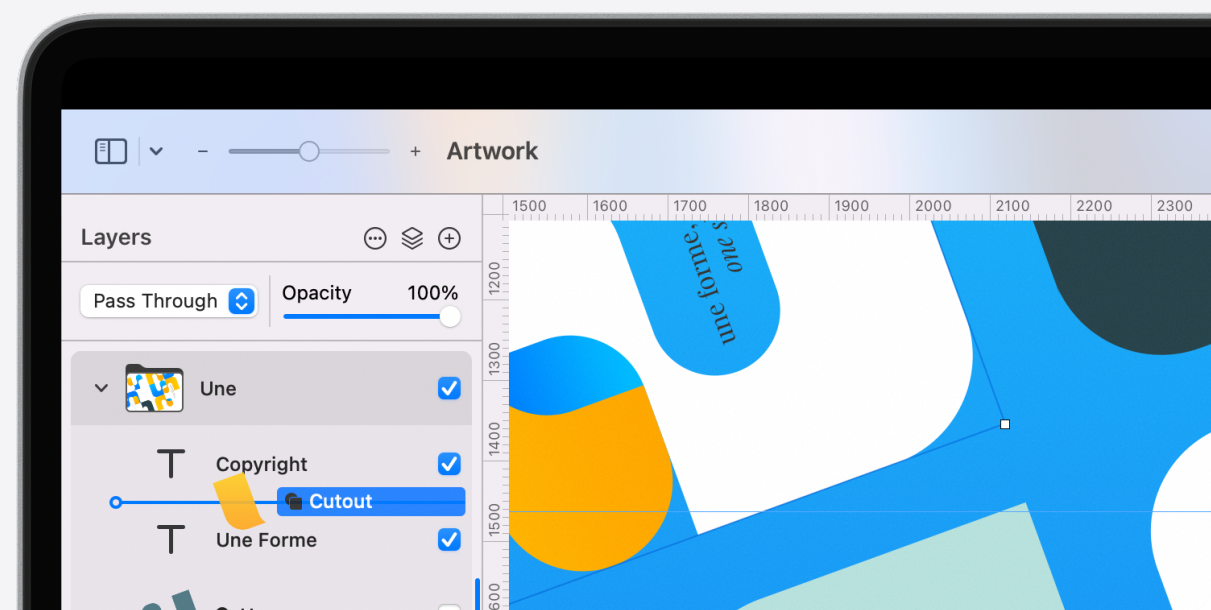 Artwork
1500 1600 1700 1800 1900 2000 2100 2200 2300
Layers
Pass Through
Opacity 100%
Une
Copyright
Cutout
Une Forme
1200
1300
1400
1500
600
une forme,
one s